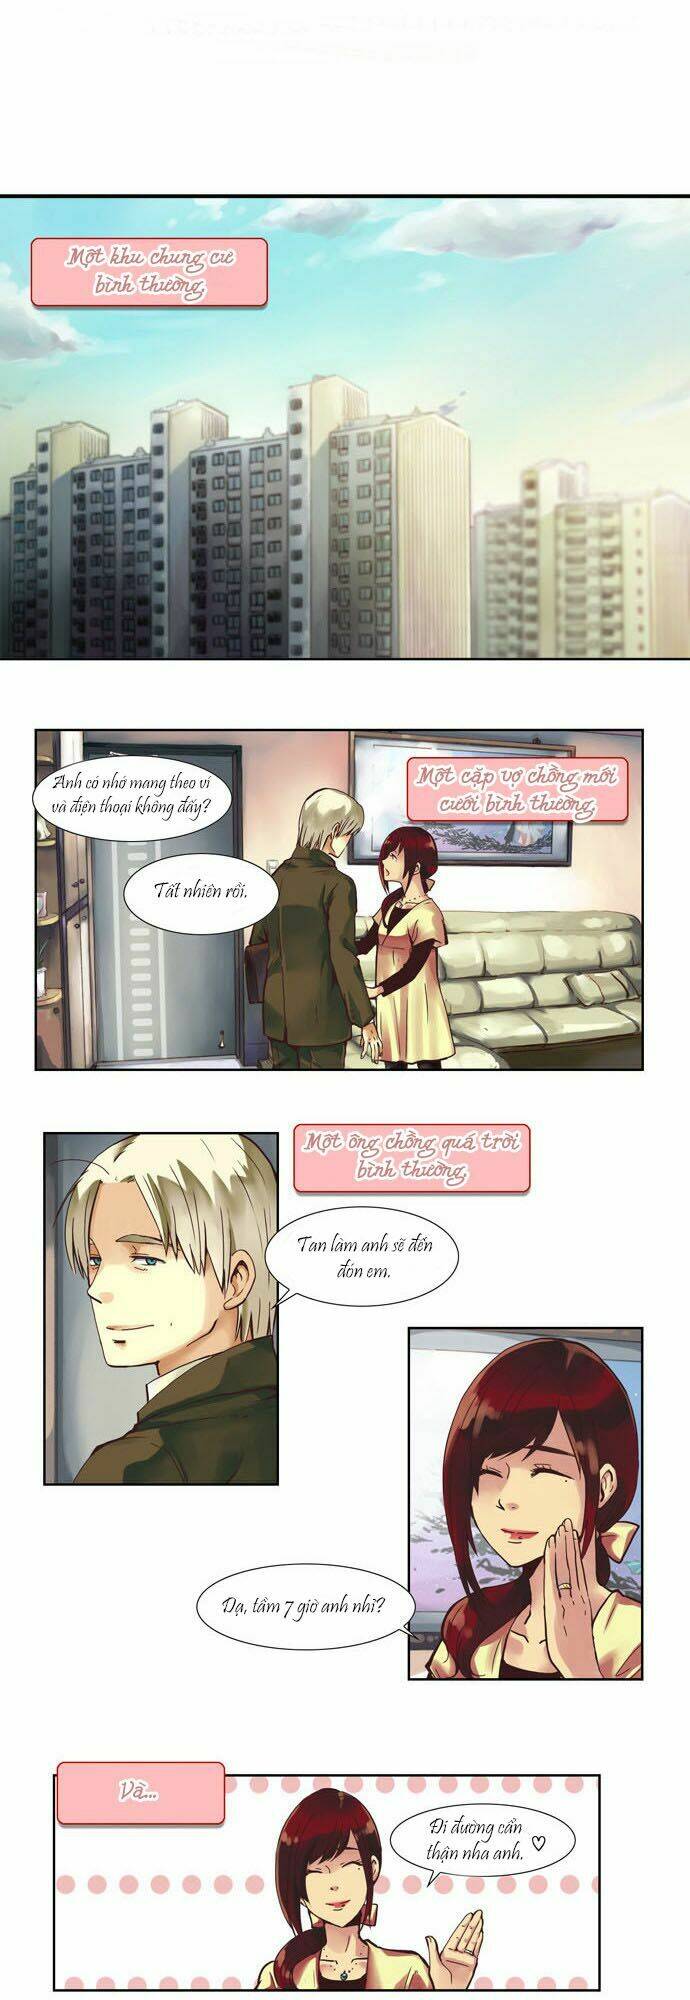 Một khu chung cư
bình thường.
Anh có nhớ mang theo ví
và điện thoại không đấy?
Một cặp vợ chồng mới
cưới bình thường.
Tất nhiên rồi.
Một ông chồng quá trời
bình thường.
Tan làm anh sẽ đến
đón em.
Dạ, tầm 7 giờ anh nhỉ?
Và...
Đi đường cẩn
thận nha anh. ♡